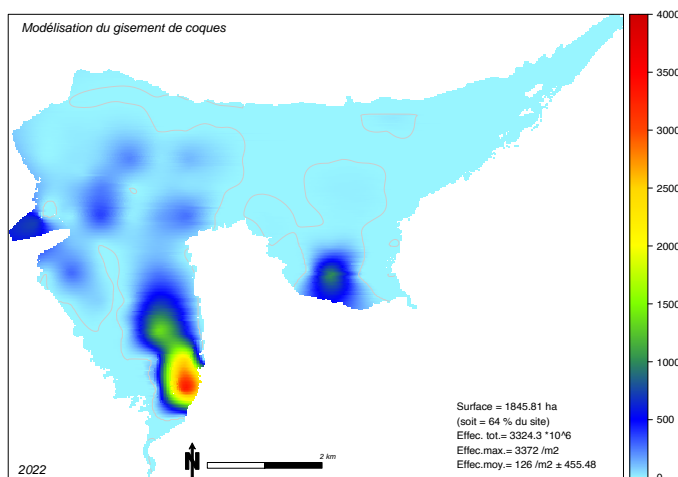 Modélisation du gisement de coques
4000
3500
3000
2500
2000
1500
1000
500
0
Surface = 1845.81 ha
(soit = 64 % du site)
Effec. tot.= 3324.3 *10^6
Effec.max.= 3372 /m2
Effec.moy.= 126 /m2 ± 455.48
N
2 km
2022